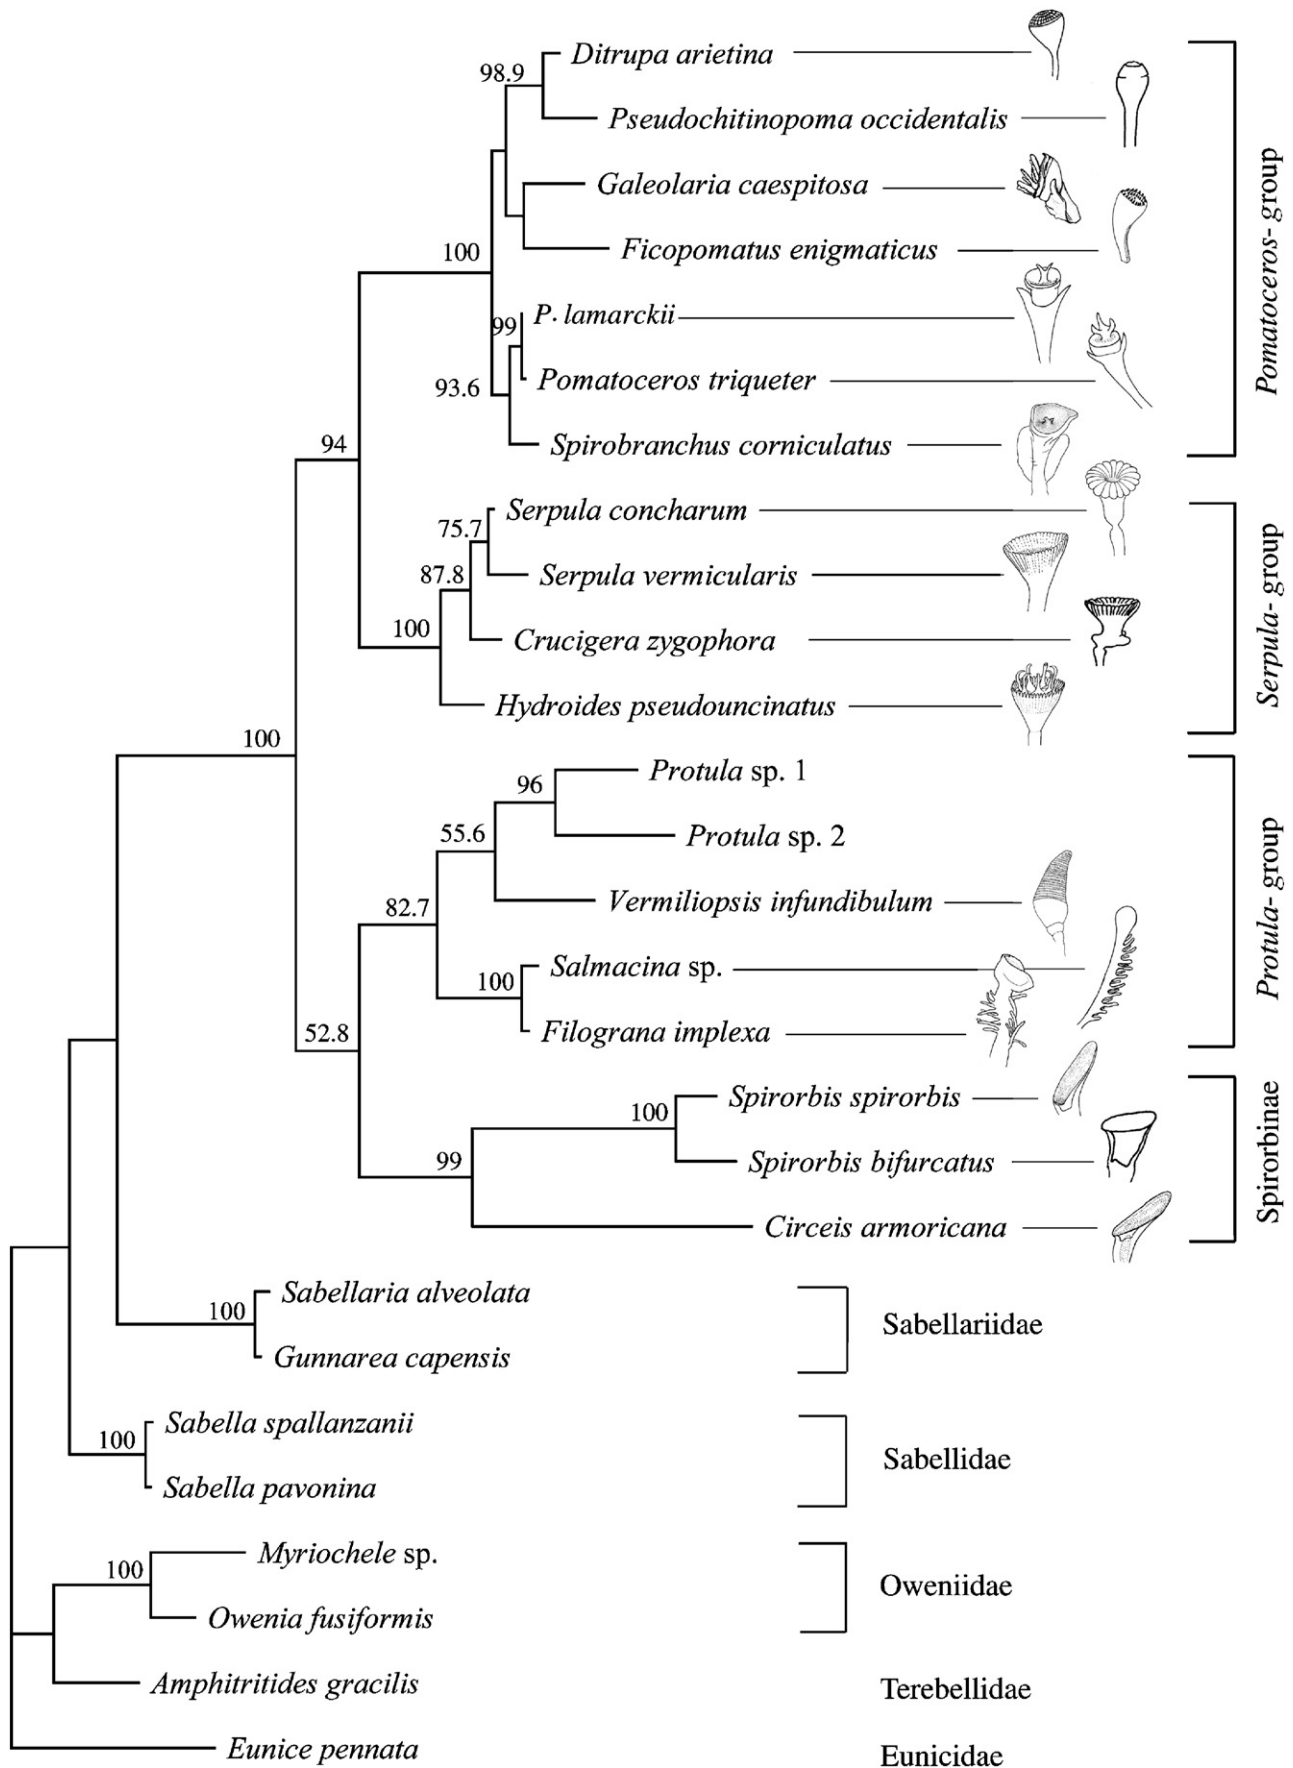 98.9
Ditrupa arietina
Pseudochitinopoma occidentalis
Galeolaria caespitosa
100
Ficopomatus enigmaticus
99
P. lamarckii
93.6
Pomatoceros triqueter
Spirobranchus corniculatus
Pomatoceros- group
94
Serpula concharum
75.7
Serpula vermicularis
87.8
100
Crucigera zygophora
Hydroides pseudouncinatus
Serpula- group
100
Protula sp. 1
96
Protula sp. 2
55.6
Vermiliopsis infundibulum
82.7
Salmacina sp.
100
Filograna implexa
52.8
Protula- group
Spirorbis spirorbis
100
Spirorbis bifurcatus
99
Circeis armoricana
Spirorbinae
Sabellaria alveolata
100
Gunnarea capensis
Sabellariidae
Sabella spallanzanii
100
Sabella pavonina
Sabellidae
Myriochele sp.
100
Owenia fusiformis
Oweniidae
Amphitritides gracilis
Terebellidae
Eunice pennata
Eunicidae